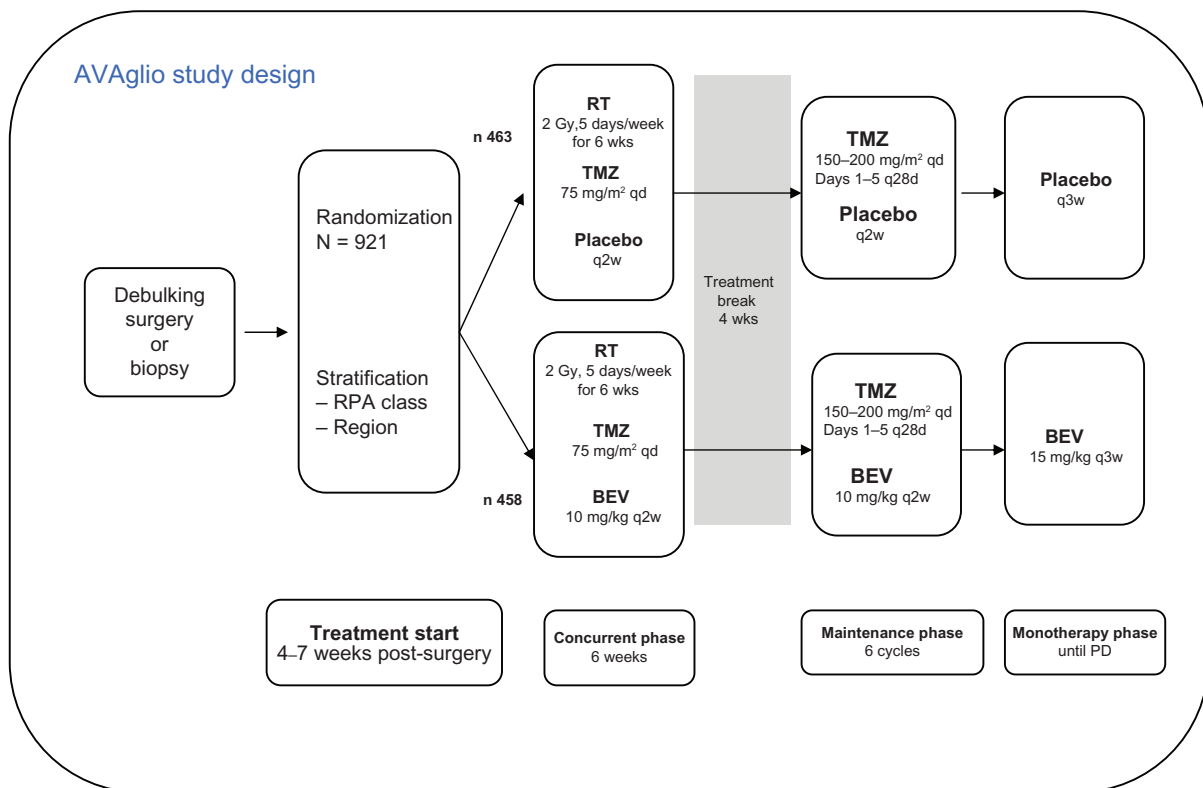 AVAglio study design
Debulking
surgery
or
biopsy
Randomization
N = 921
Stratification
– RPA class
– Region
n 463
RT
2 Gy,5 days/week
for 6 wks
TMZ
75 mg/m² qd
Placebo
q2w
n 458
RT
2 Gy, 5 days/week
for 6 wks
TMZ
75 mg/m² qd
BEV
10 mg/kg q2w
Treatment
break
4 wks
TMZ
150–200 mg/m² qd
Days 1–5 q28d
Placebo
q2w
Placebo
q3w
TMZ
150–200 mg/m² qd
Days 1–5 q28d
BEV
10 mg/kg q2w
BEV
15 mg/kg q3w
Treatment start
4–7 weeks post-surgery
Concurrent phase
6 weeks
Maintenance phase
6 cycles
Monotherapy phase
until PD